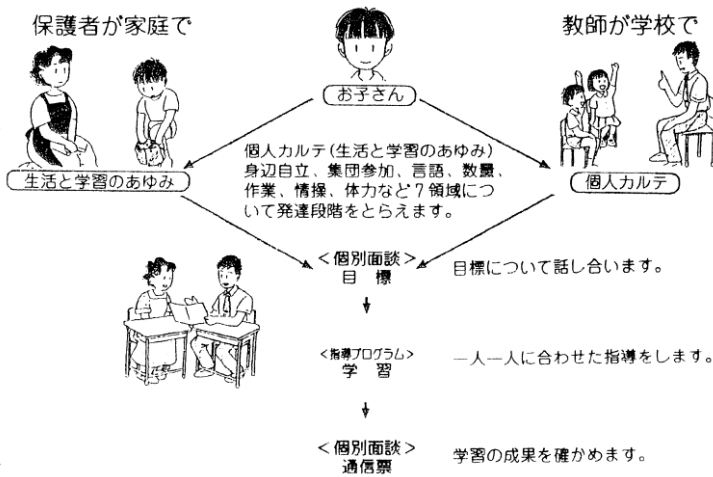 保護者が家庭で
教師が学校で
お子さん
生活と学習のあゆみ
個人カルテ(生活と学習のあゆみ)
身辺自立、集団参加、言語、数量、
作業、情操、体力など7領域につ
いて発達段階をとらえます。
個人カルテ
<個別面談>
目標
目標について話し合います。
<指導プログラム>
学習
一人一人に合わせた指導をします。
<個別面談>
通信票
学習の成果を確かめます。